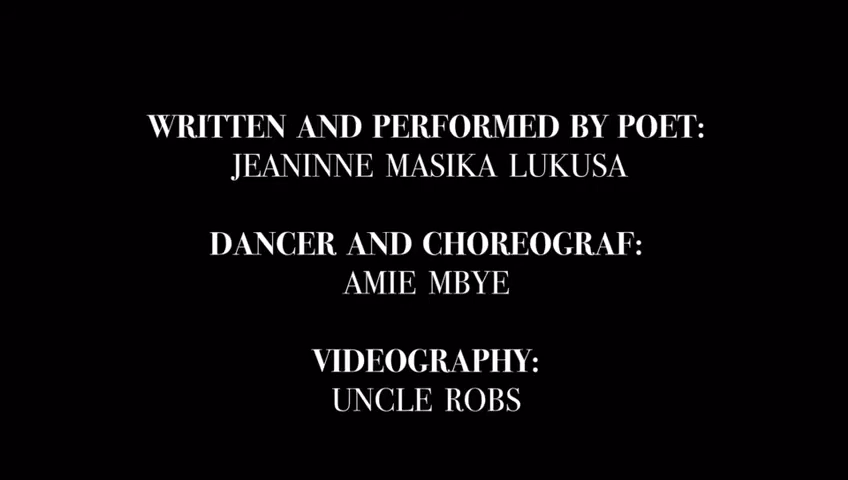 WRITTEN AND PERFORMED BY POET:
JEANINNE MASIKA LUKUSA
DANCER AND CHOREOGRAF:
AMIE MBYE
VIDEOGRAPHY:
UNCLE ROBS